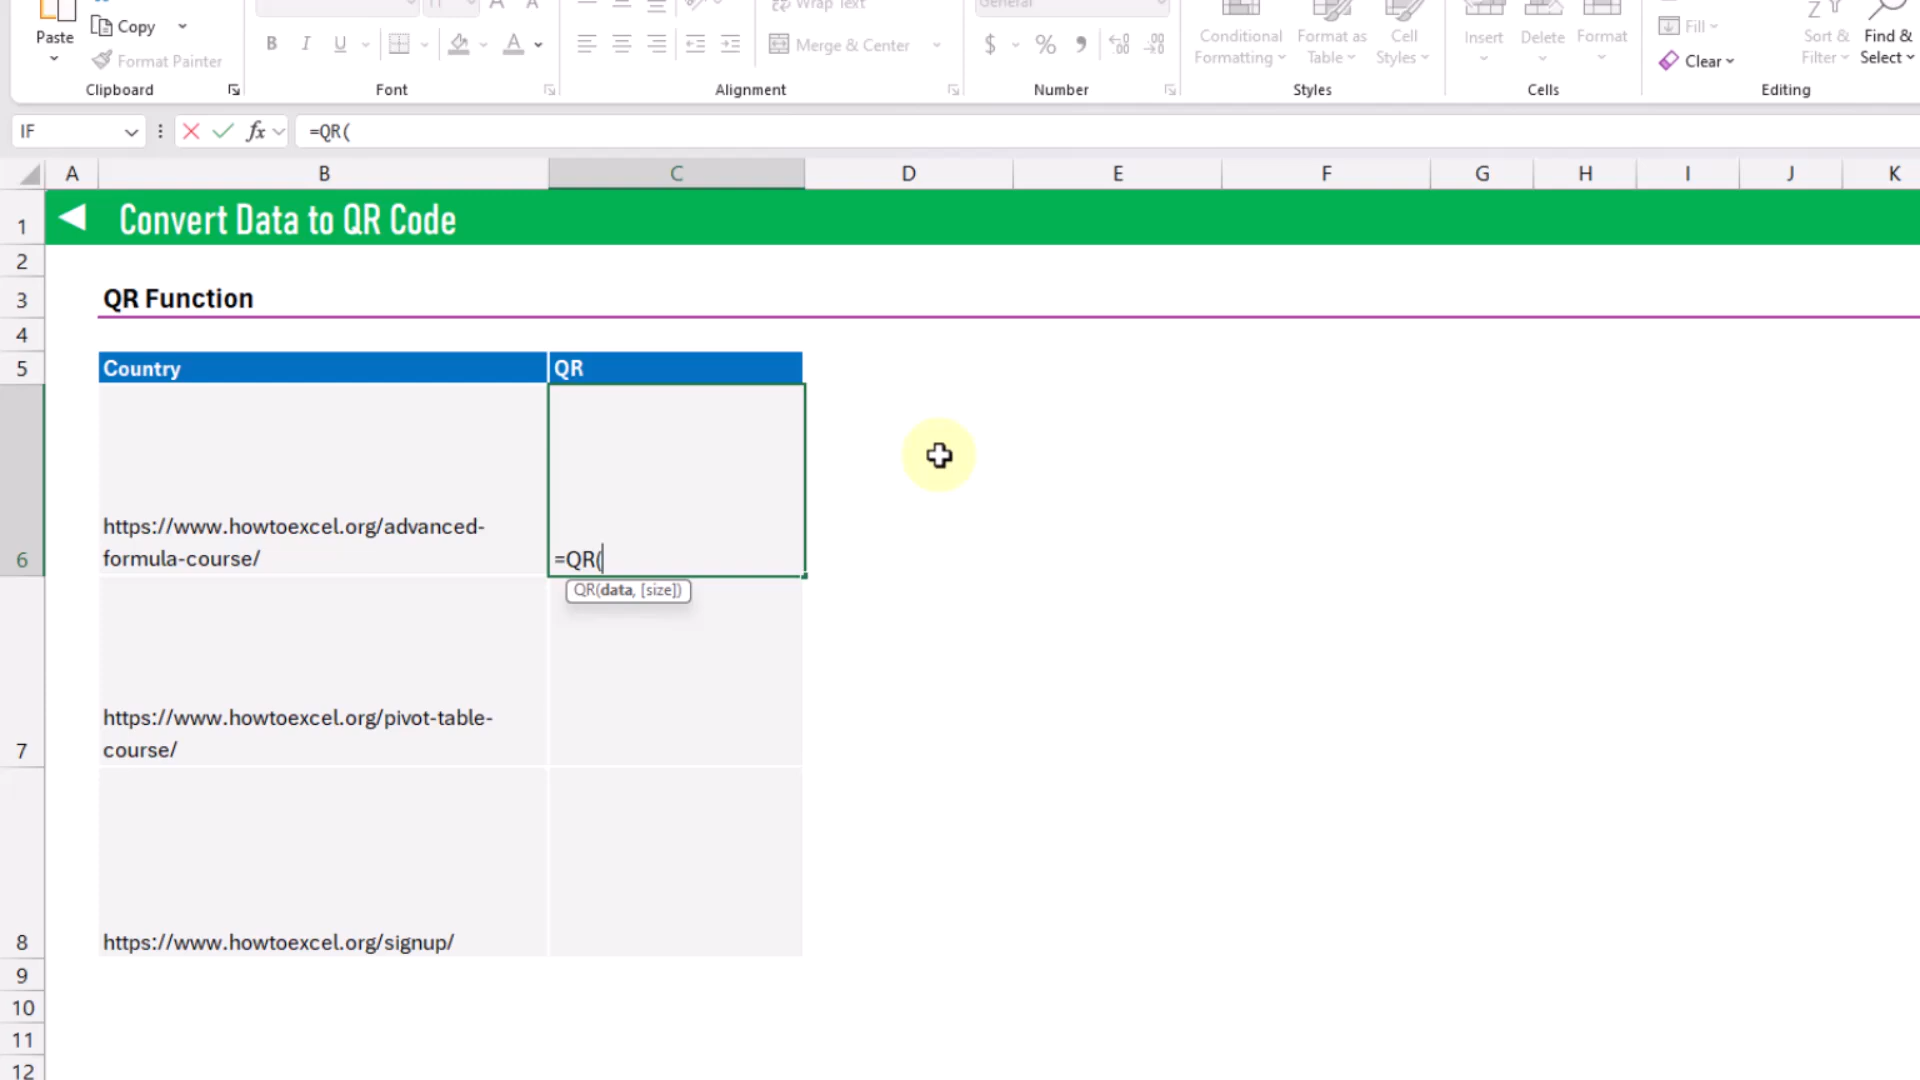 Paste
Copy
Format Painter
Clipboard
B I U
A
Font
Wrap Text
Merge & Center
Alignment
General
$ %
Number
Conditional Formatting
Format as Table
Cell Styles
Styles
Insert
Delete
Format
Cells
Fill
Clear
Sort & Filter
Find & Select
Editing
IF
fx
=QR(
A B C D E F G H I J K
1 Convert Data to QR Code
2
3 QR Function
4
5 Country QR
https://www.howtoexcel.org/advanced-
6 formula-course/ =QR(
QR(data, [size])
https://www.howtoexcel.org/pivot-table-
7 course/
8 https://www.howtoexcel.org/signup/
9
10
11
12